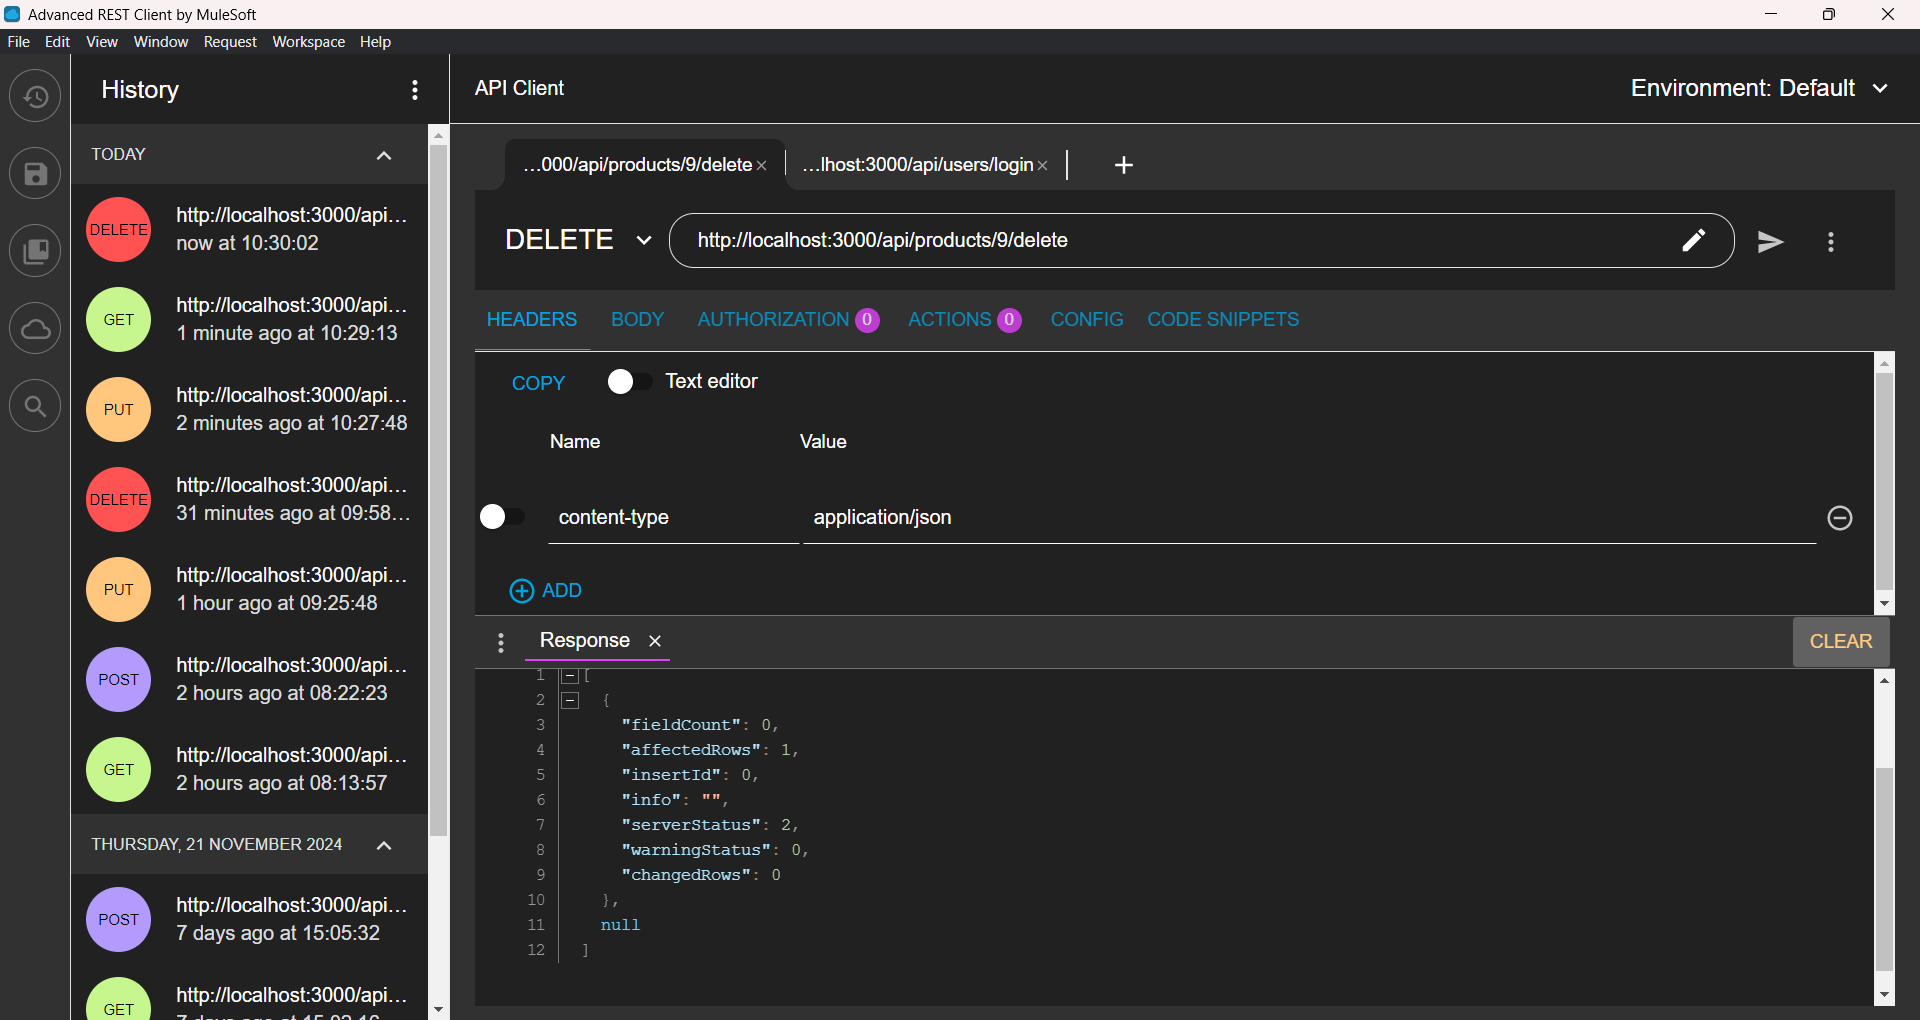 Advanced REST Client by MuleSoft
File Edit View Window Request Workspace Help
History
API Client
Environment: Default
TODAY
DELETE
http://localhost:3000/api...
now at 10:30:02
GET
http://localhost:3000/api...
1 minute ago at 10:29:13
PUT
http://localhost:3000/api...
2 minutes ago at 10:27:48
DELETE
http://localhost:3000/api...
31 minutes ago at 09:58...
PUT
http://localhost:3000/api...
1 hour ago at 09:25:48
POST
http://localhost:3000/api...
2 hours ago at 08:22:23
GET
http://localhost:3000/api...
2 hours ago at 08:13:57
THURSDAY, 21 NOVEMBER 2024
POST
http://localhost:3000/api...
7 days ago at 15:05:32
GET
http://localhost:3000/api...
...000/api/products/9/delete × ...lhost:3000/api/users/login × +
DELETE http://localhost:3000/api/products/9/delete
HEADERS BODY AUTHORIZATION 0 ACTIONS 0 CONFIG CODE SNIPPETS
COPY Text editor
Name Value
content-type application/json
ADD
Response × CLEAR
1 [
2 {
3 "fieldCount": 0,
4 "affectedRows": 1,
5 "insertId": 0,
6 "info": "",
7 "serverStatus": 2,
8 "warningStatus": 0,
9 "changedRows": 0
10 },
11 null
12 ]